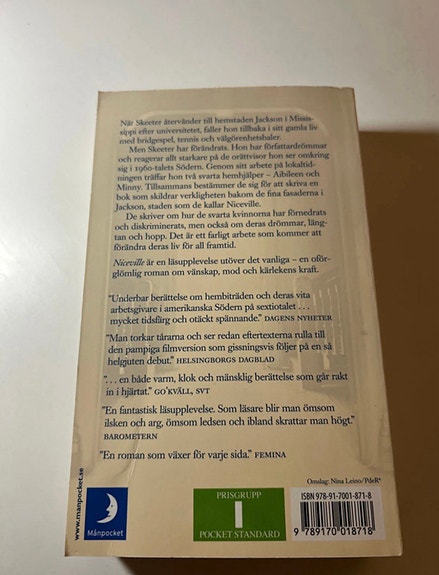 När Skeeter återvänder till hemstaden Jackson i Missis-
sippi efter universitetet, faller hon tillbaka i sitt gamla liv
med bridgespel, tennis och välgörenhetsbaler.
Men Skeeter har förändrats. Hon har författardrömmar
och reagerar allt starkare på de orättvisor hon ser omkring
sig i 1960-talets Södern. Genom sitt arbete på lokaltid-
ningen träffar hon två svarta hemhjälper – Aibileen och
Minny. Tillsammans bestämmer de sig för att skriva en
bok som skildrar verkligheten bakom de fina fasaderna i
Jackson, staden som de kallar Niceville.
De skriver om hur de svarta kvinnorna har förnedrats
och diskriminerats, men också om deras drömmar, läng-
tan och hopp. Det är ett farligt arbete som kommer att
förändra deras liv för all framtid.
Niceville är en läsupplevelse utöver det vanliga – en oför-
glömlig roman om vänskap, mod och kärlekens kraft.
"Underbar berättelse om hembiträden och deras vita
arbetsgivare i amerikanska Södern på sextiotalet . . .
mycket tidsfärg och otäckt spännande." DAGENS NYHETER
"Man torkar tårarna och ser redan eftertexterna rulla till
den pampiga filmversion som gissningsvis följer på en så
helgjuten debut." HELSINGBORGS DAGBLAD
". . . en både varm, klok och mänsklig berättelse som går rakt
in i hjärtat." GO'KVÄLL, SVT
"En fantastisk läsupplevelse. Som läsare blir man ömsom
ilsken och arg, ömsom ledsen och ibland skrattar man högt."
BAROMETERN
"En roman som växer för varje sida." FEMINA
Omslag: Nina Leino/PdeR*
www.manpocket.se
Månpocket
PRISGRUPP
I
POCKET STANDARD
ISBN 978-91-7001-871-8
9 789170 018718